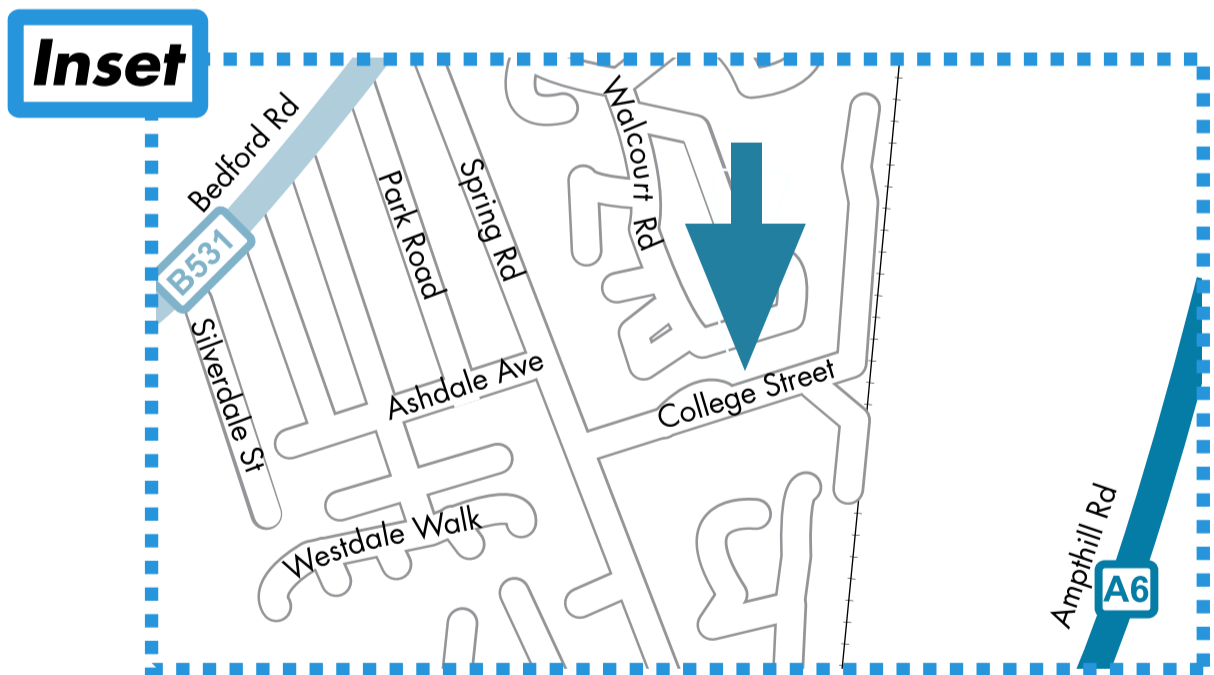 Inset
Bedford Rd
B531
Silverdale St
Park Road
Spring Rd
Walcourt Rd
Ashdale Ave
College Street
Westdale Walk
Ampthill Rd
A6